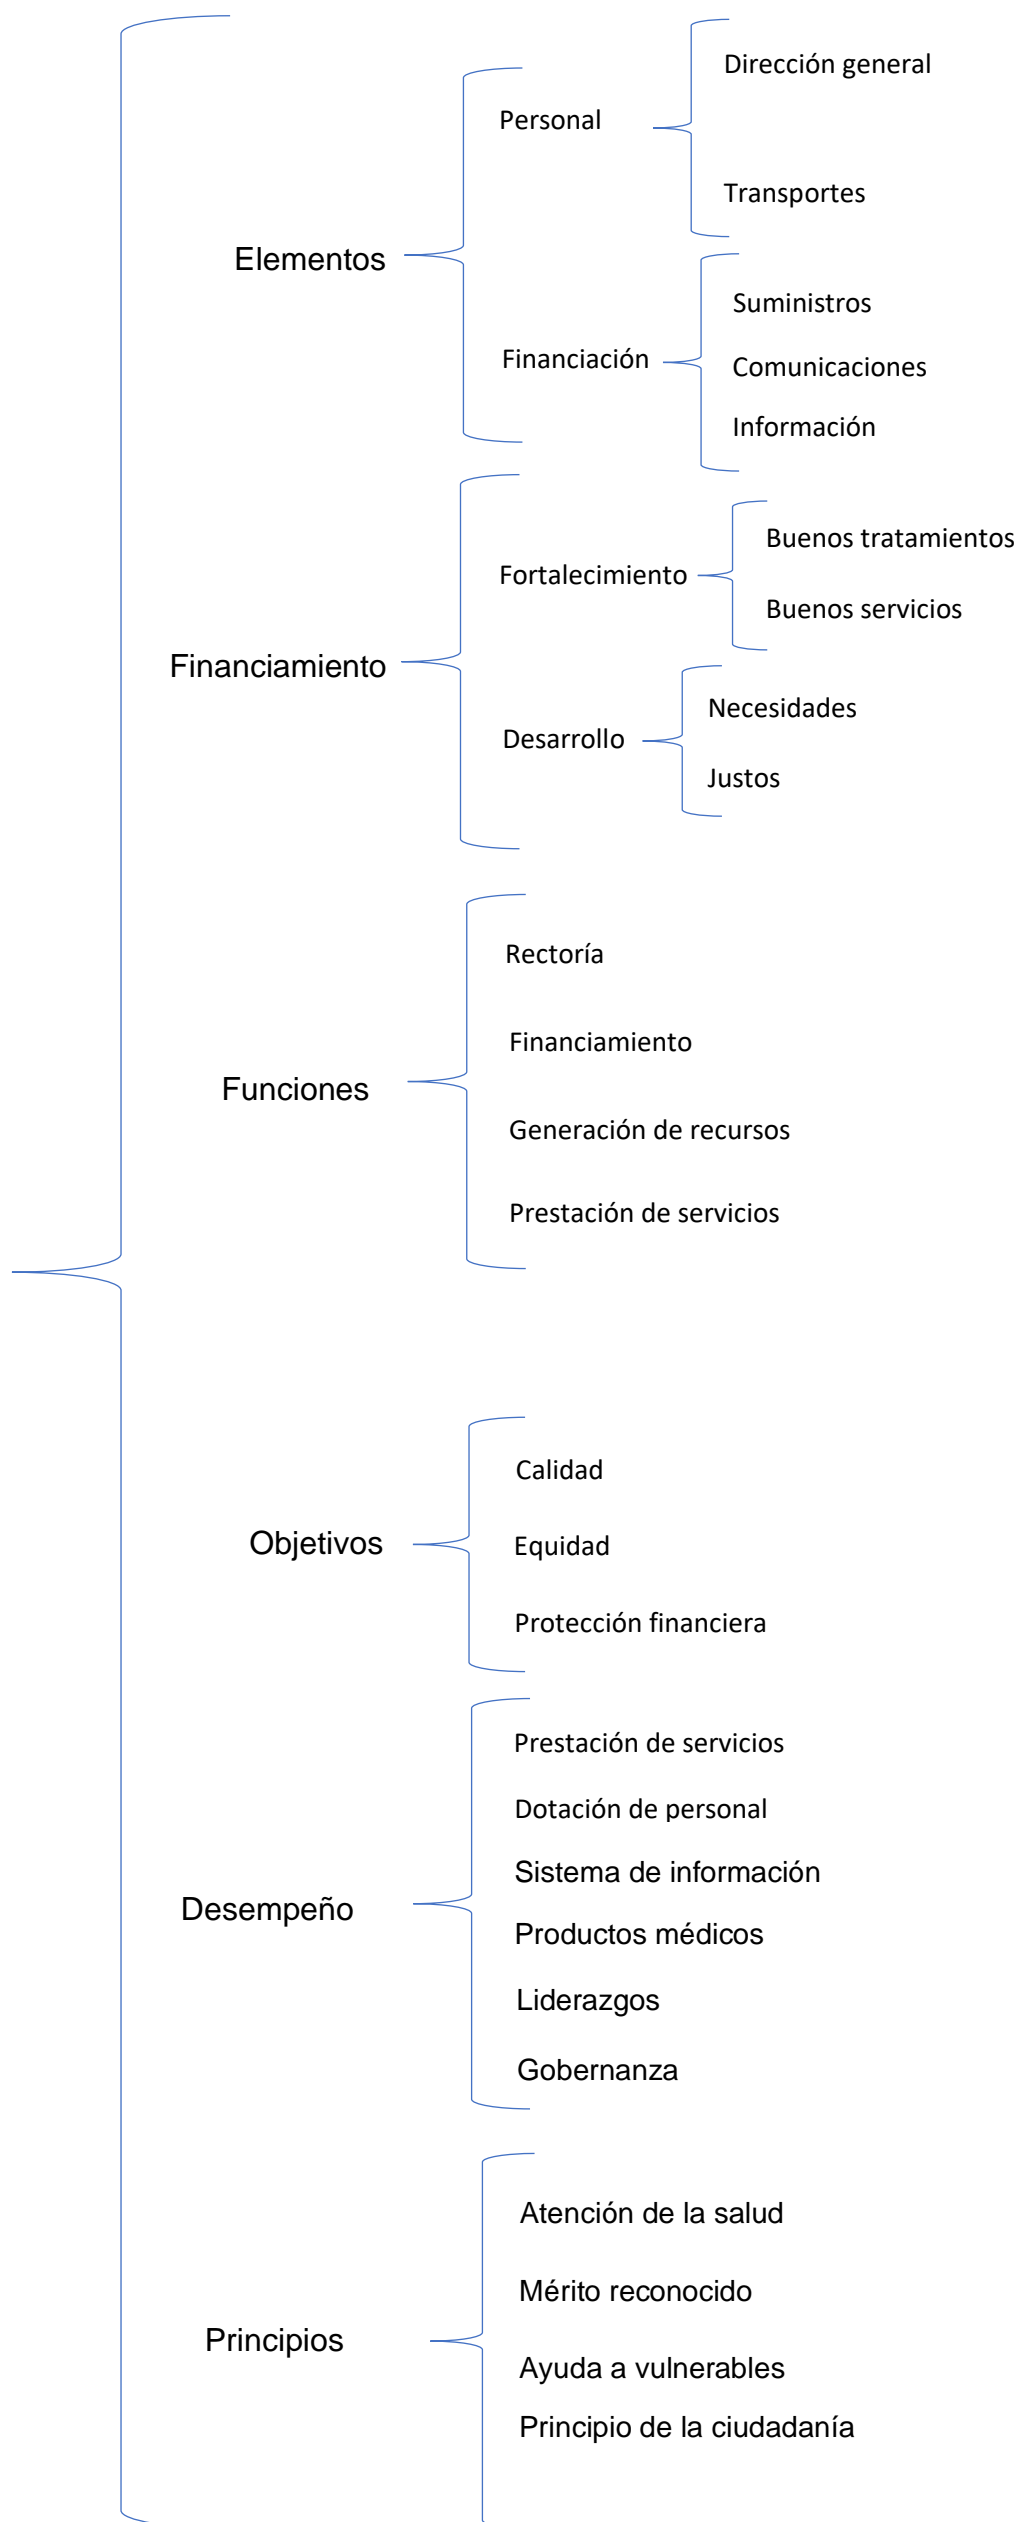 Dirección general
Personal
Transportes
Elementos
Suministros
Financiación
Comunicaciones
Información
Buenos tratamientos
Fortalecimiento
Buenos servicios
Financiamiento
Necesidades
Desarrollo
Justos
Rectoría
Financiamiento
Funciones
Generación de recursos
Prestación de servicios
Calidad
Objetivos
Equidad
Protección financiera
Prestación de servicios
Dotación de personal
Sistema de información
Desempeño
Productos médicos
Liderazgos
Gobernanza
Atención de la salud
Mérito reconocido
Principios
Ayuda a vulnerables
Principio de la ciudadanía